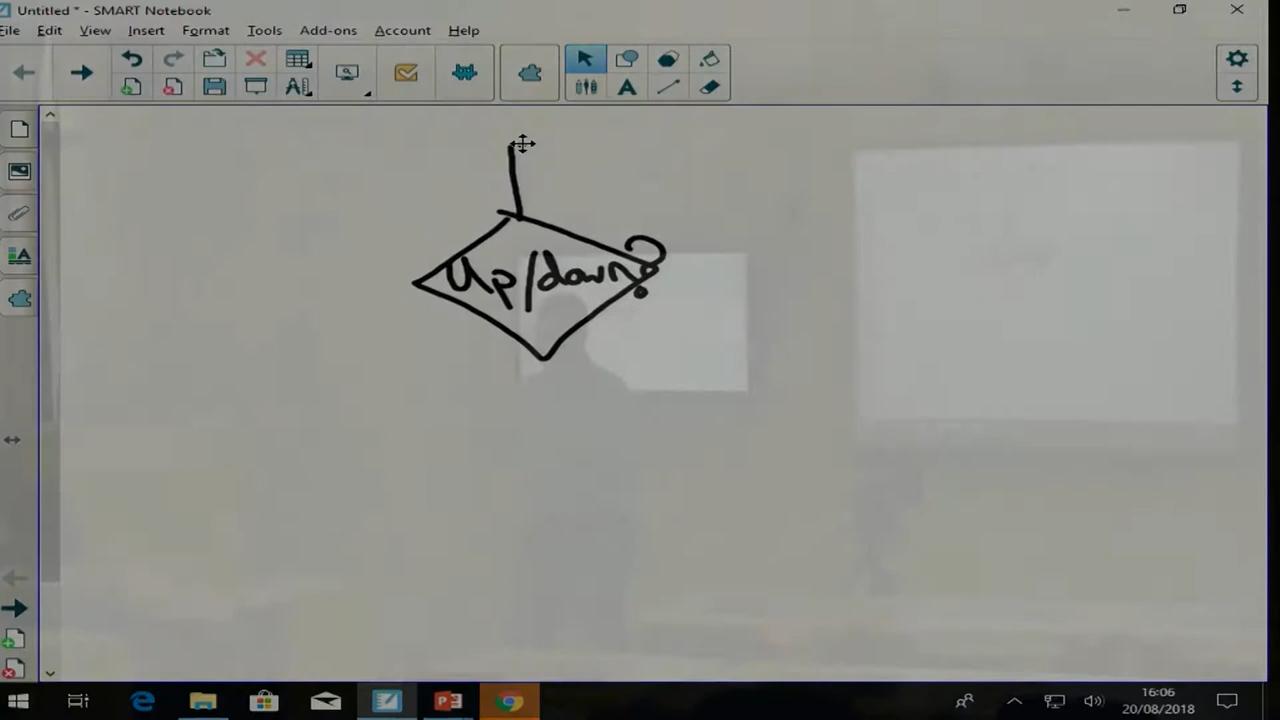 Untitled * - SMART Notebook
File Edit View Insert Format Tools Add-ons Account Help
Up/down?
16:06
20/08/2018